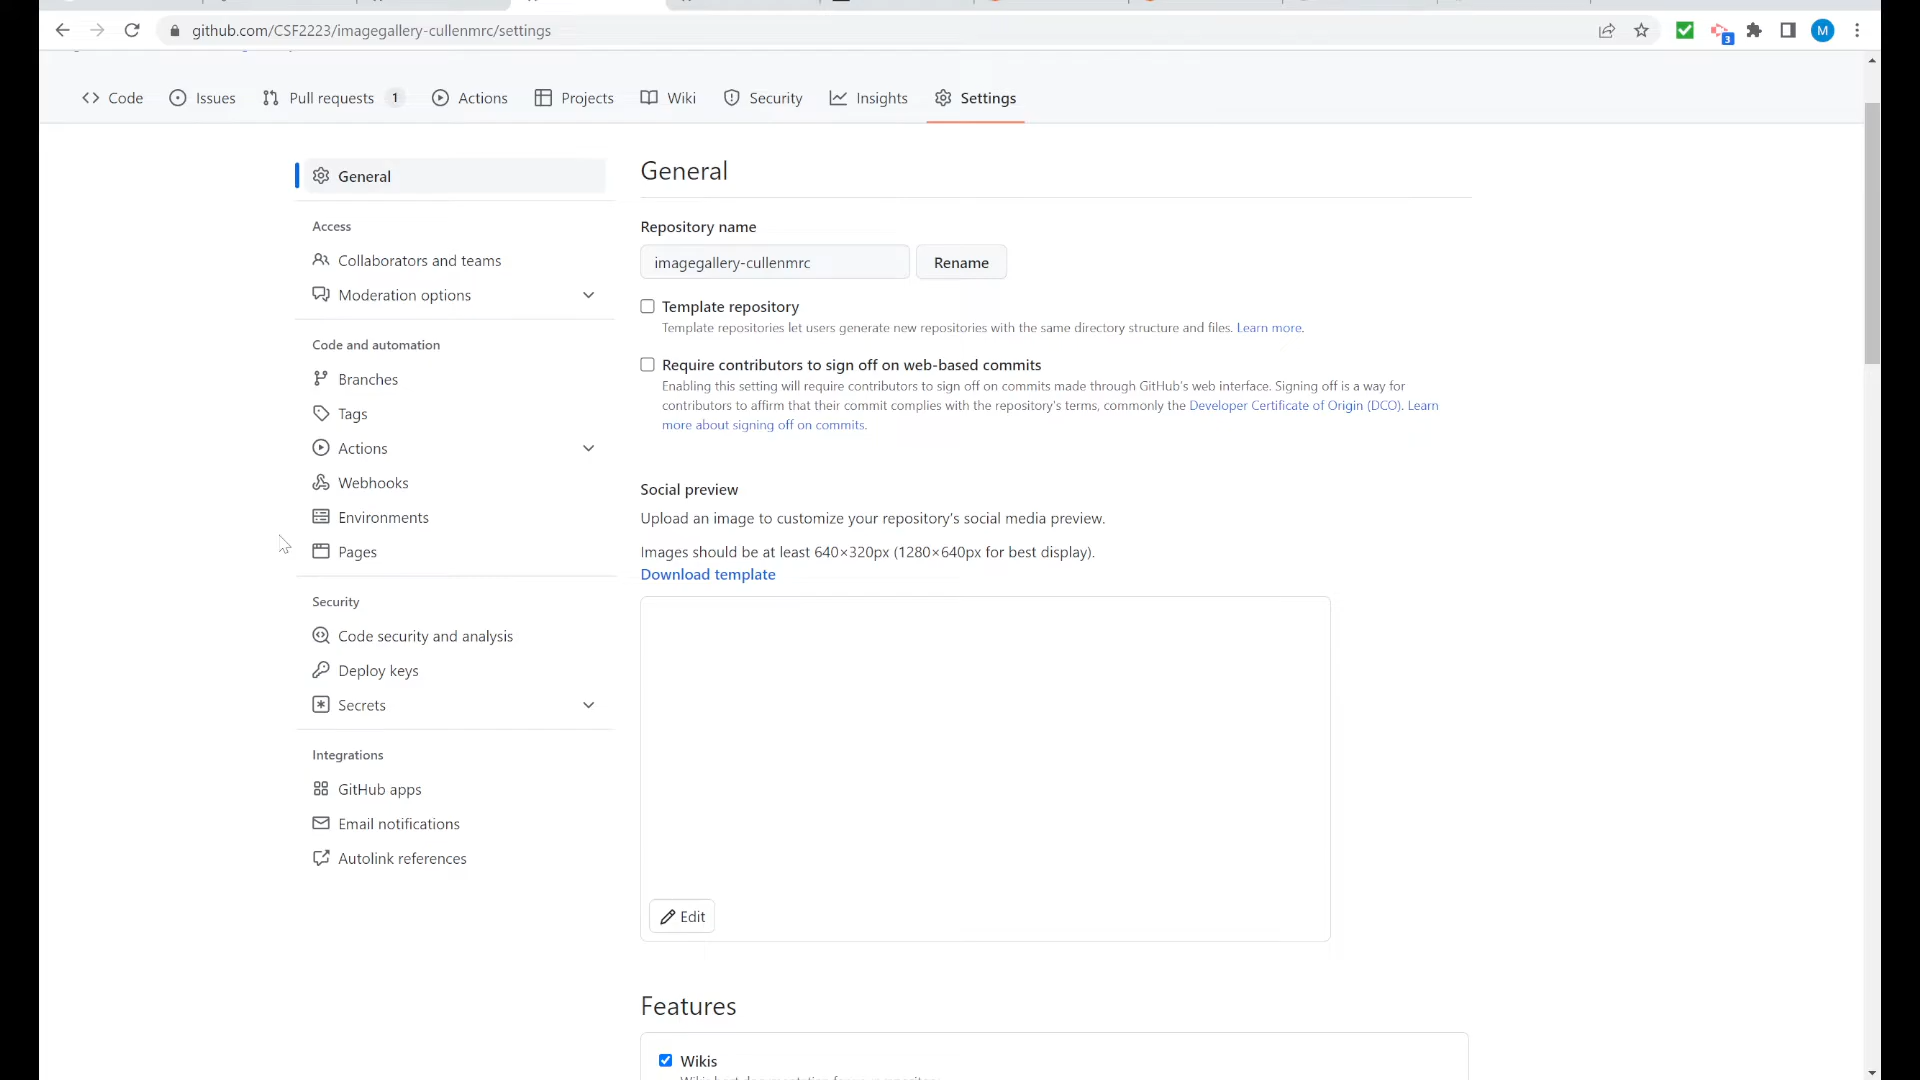 github.com/CSF2223/imagegallery-cullenmrc/settings
3
M
Code
Issues
Pull requests 1
Actions
Projects
Wiki
Security
Insights
Settings
General
Access
Collaborators and teams
Moderation options
Code and automation
Branches
Tags
Actions
Webhooks
Environments
Pages
Security
Code security and analysis
Deploy keys
Secrets
Integrations
GitHub apps
Email notifications
Autolink references
General
Repository name
imagegallery-cullenmrc
Rename
Template repository
Template repositories let users generate new repositories with the same directory structure and files. Learn more.
Require contributors to sign off on web-based commits
Enabling this setting will require contributors to sign off on commits made through GitHub's web interface. Signing off is a way for
contributors to affirm that their commit complies with the repository's terms, commonly the Developer Certificate of Origin (DCO). Learn
more about signing off on commits.
Social preview
Upload an image to customize your repository's social media preview.
Images should be at least 640×320px (1280×640px for best display).
Download template
Edit
Features
Wikis